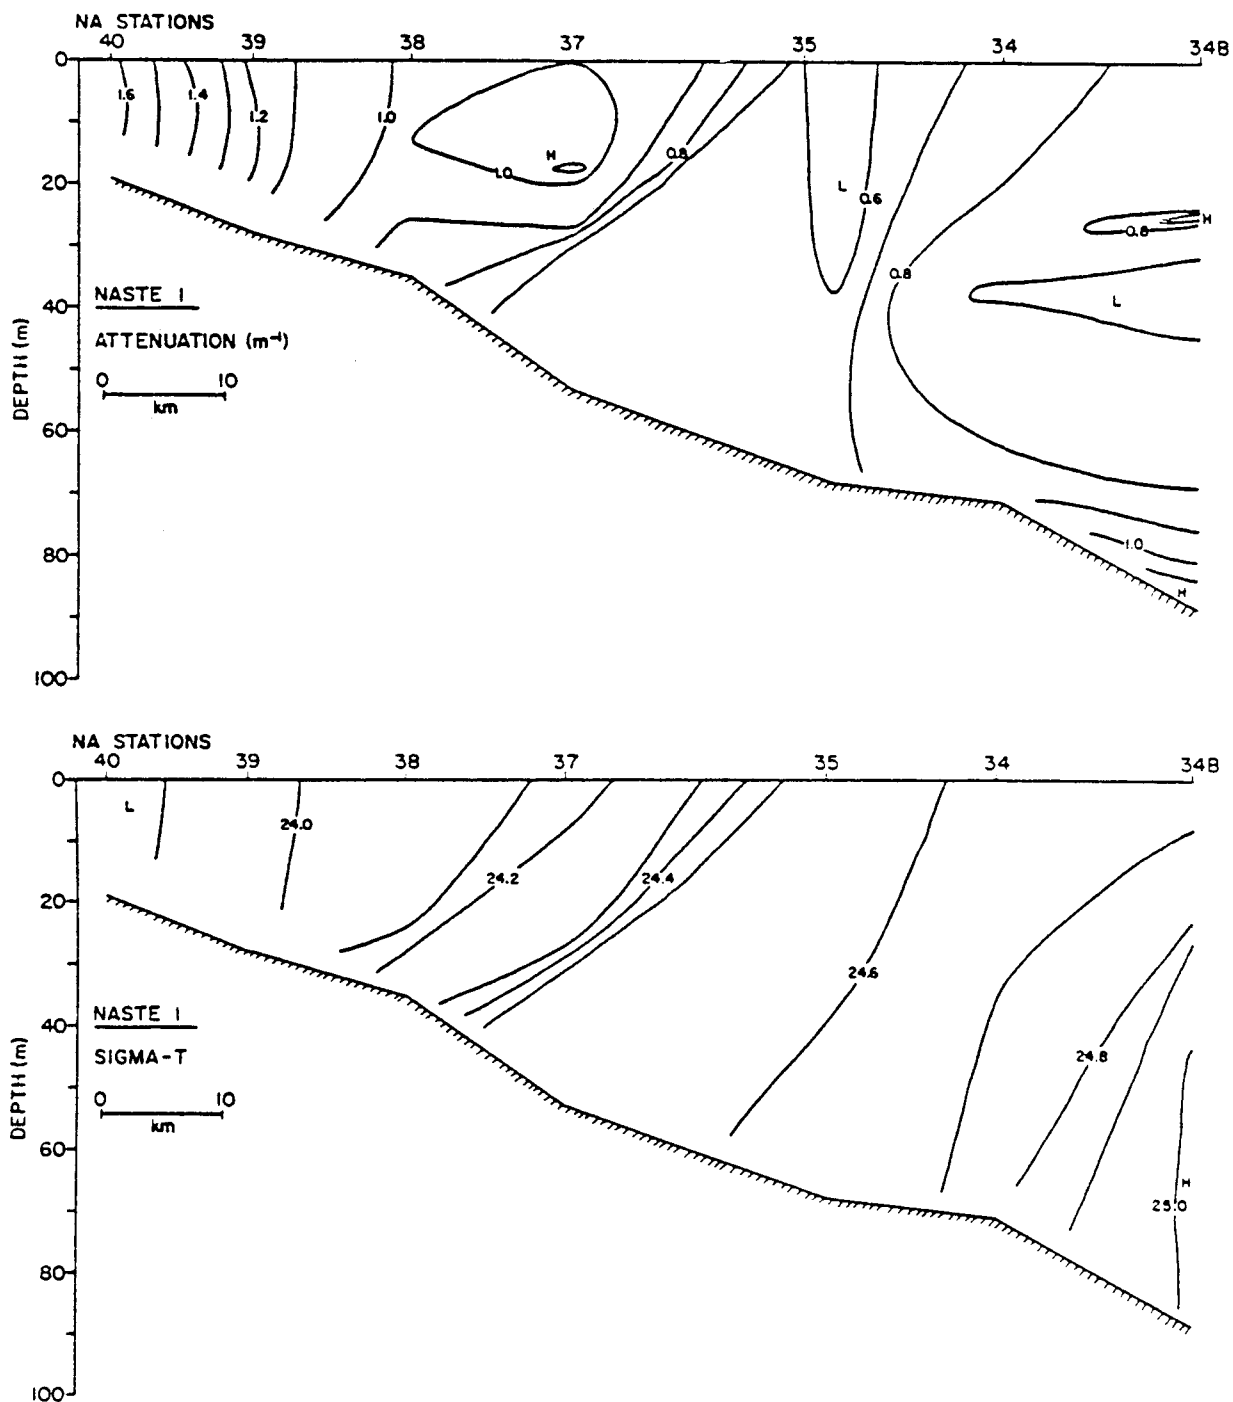 NA STATIONS
40 39 38 37 35 34 34B
0
20
40
60
80
100
DEPTH (m)
1.6 1.4 1.2 1.0 1.0 H 0.8 L 0.6 0.8 0.8 H L 1.0 H
NASTE I
ATTENUATION (m⁻¹)
0 10
km
NA STATIONS
40 39 38 37 35 34 34B
0
20
40
60
80
100
DEPTH (m)
L 24.0 24.2 24.4 24.6 24.8 H 25.0
NASTE I
SIGMA-T
0 10
km